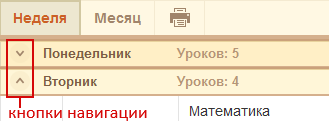 Неделя Месяц
Понедельник Уроков: 5
Вторник Уроков: 4
кнопки навигации Математика